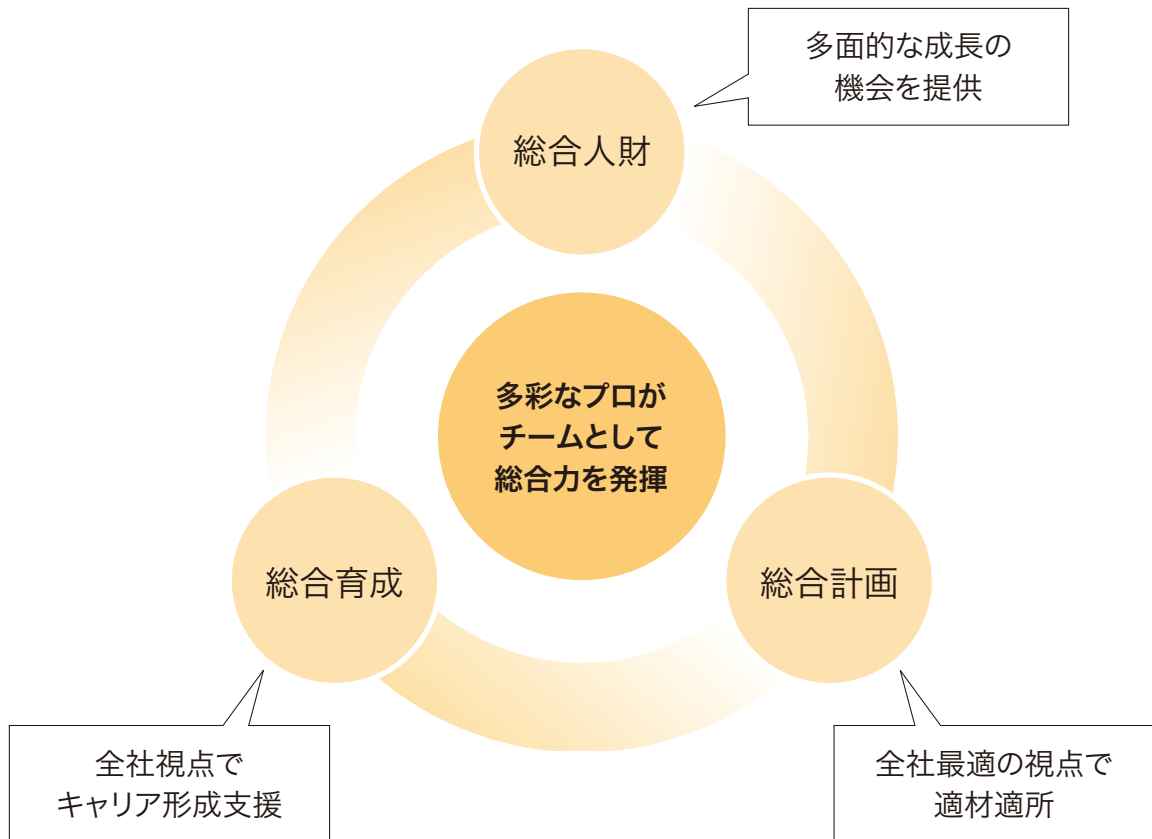 多面的な成長の
機会を提供
総合人財
多彩なプロが
チームとして
総合力を発揮
総合育成
総合計画
全社視点で
キャリア形成支援
全社最適の視点で
適材適所